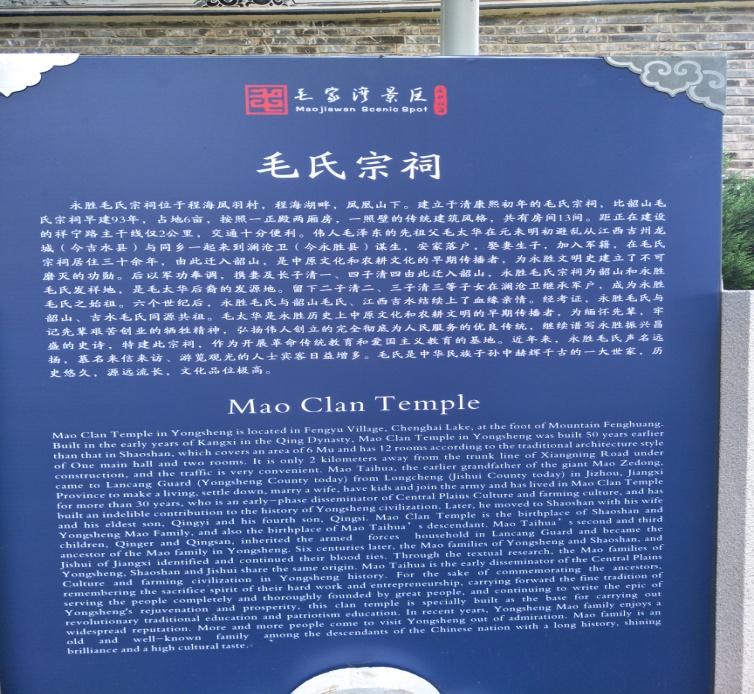 毛家湾景区
Maojiawan Scenic Spot
毛氏宗祠
永胜毛氏宗祠位于程海凤羽村，程海湖畔，凤凰山下。建立于清康熙初年的毛氏宗祠，比韶山毛
氏宗祠早建93年，占地6亩，按照一正殿两厢房，一照壁的传统建筑风格，共有房间13间。距正在建设
的祥宁路主干线仅2公里，交通十分便利。伟人毛泽东的先祖父毛太华在元末明初避乱从江西吉州龙
城（今吉水县）与同乡一起来到澜沧卫（今永胜县）谋生，安家落户，娶妻生子，加入军籍，在毛氏
宗祠居住三十余年，由此迁入韶山，是中原文化和农耕文化的早期传播者，为永胜文明史建立了不可
磨灭的功勋。后以军功奉调，携妻及长子清一、四子清四由此迁入韶山，永胜毛氏宗祠为韶山和永胜
毛氏发祥地，是毛太华后裔的发源地。留下二子清二、三子清三等子女在澜沧卫继承军户，成为永胜
毛氏之始祖。六个世纪后，永胜毛氏与韶山毛氏、江西吉水结续上了血缘亲情。经考证，永胜毛氏与
韶山、吉水毛氏同源共祖。毛太华是永胜历史上中原文化和农耕文明的早期传播者，为缅怀先辈，牢
记先辈艰苦创业的牺牲精神，弘扬伟人创立的完全彻底为人民服务的优良传统，继续谱写永胜振兴昌
盛的史诗，特建此宗祠，作为开展革命传统教育和爱国主义教育的基地。近年来，永胜毛氏声名远
扬，慕名来信来访、游览观光的人士宾客日益增多。毛氏是中华民族子孙中赫辉千古的一大世家，历
史悠久，源远流长，文化品位极高。
Mao Clan Temple
Mao Clan Temple in Yongsheng is located in Fengyu Village, Chenghai Lake, at the foot of Mountain Fenghuang.
Built in the early years of Kangxi in the Qing Dynasty, Mao Clan Temple in Yongsheng was built 50 years earlier
than that in Shaoshan, which covers an area of 6 Mu and has 12 rooms according to the traditional architecture style
of One main hall and two rooms. It is only 2 kilometers away from the trunk line of Xiangning Road under
construction, and the traffic is very convenient. Mao Taihua, the earlier grandfather of the giant Mao Zedong,
came to Lancang Guard (Yongsheng County today) from Longcheng (Jishui County today) in Jizhou, Jiangxi
Province to make a living, settle down, marry a wife, have kids and join the army and has lived in Mao Clan Temple
for more than 30 years, who is an early-phase disseminator of Central Plains Culture and farming culture, and has
built an indelible contribution to the history of Yongsheng civilization. Later, he moved to Shaoshan with his wife
and his eldest son, Qingyi and his fourth son, Qingsi. Mao Clan Temple is the birthplace of Shaoshan and
Yongsheng Mao Family, and also the birthplace of Mao Taihua's descendant. Mao Taihua's second and third
children, Qinger and Qingsan, inherited the armed forces household in Lancang Guard and became the
ancestor of the Mao family in Yongsheng. Six centuries later, the Mao families of Yongsheng and Shaoshan, and
Jishui of Jiangxi identified and continued their blood ties. Through the textual research, the Mao families of
Yongsheng, Shaoshan and Jishui share the same origin. Mao Taihua is the early disseminator of the Central Plains
Culture and farming civilization in Yongsheng history. For the sake of commemorating the ancestors,
remembering the sacrifice spirit of their hard work and entrepreneurship, carrying forward the fine tradition of
serving the people completely and thoroughly founded by great people, and continuing to write the epic of
Yongsheng's rejuvenation and prosperity, this clan temple is specially built as the base for carrying out
revolutionary traditional education and patriotism education. In recent years, Yongsheng Mao family enjoys a
widespread reputation. More and more people come to visit Yongsheng out of admiration. Mao family is an
old and well-known family among the descendants of the Chinese nation with a long history, shining
brilliance and a high cultural taste.